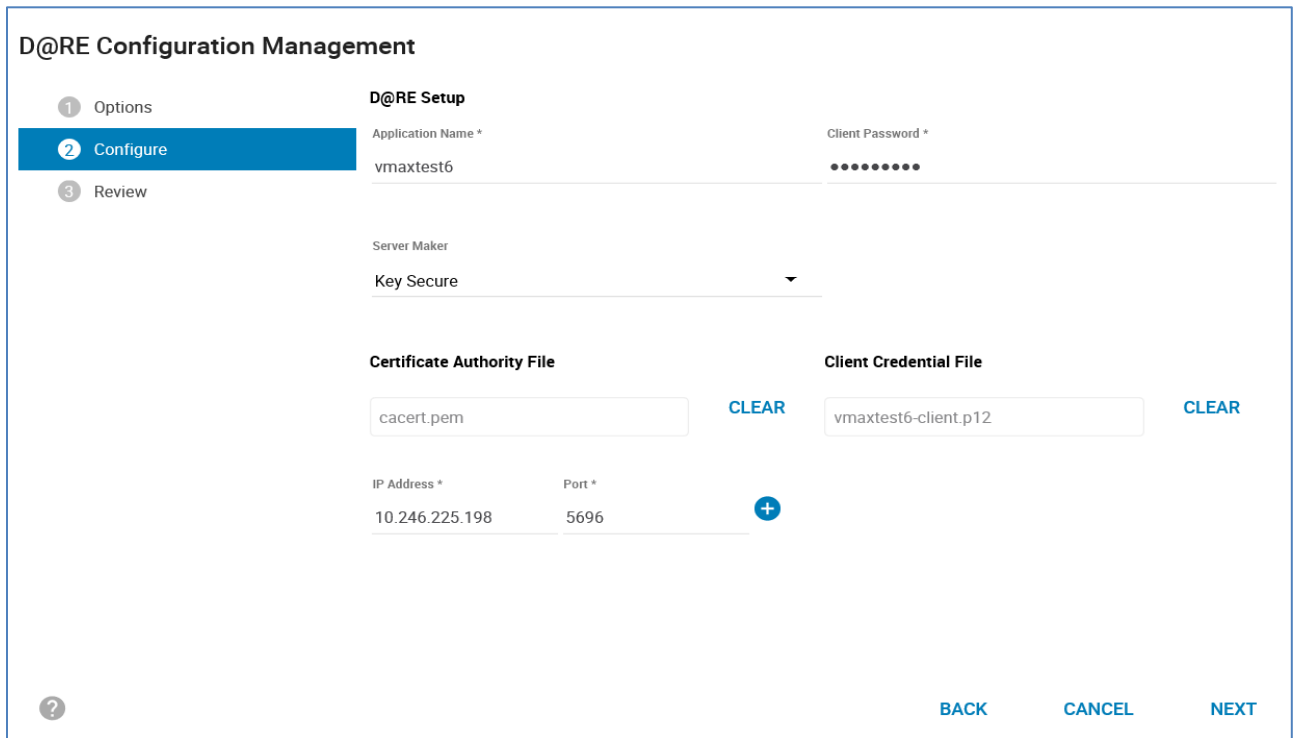 D@RE Configuration Management
1 Options
2 Configure
3 Review
D@RE Setup
Application Name * Client Password *
vmaxtest6 •••••••••
Server Maker
Key Secure
Certificate Authority File Client Credential File
cacert.pem CLEAR vmaxtest6-client.p12 CLEAR
IP Address * Port *
10.246.225.198 5696 +
? BACK CANCEL NEXT